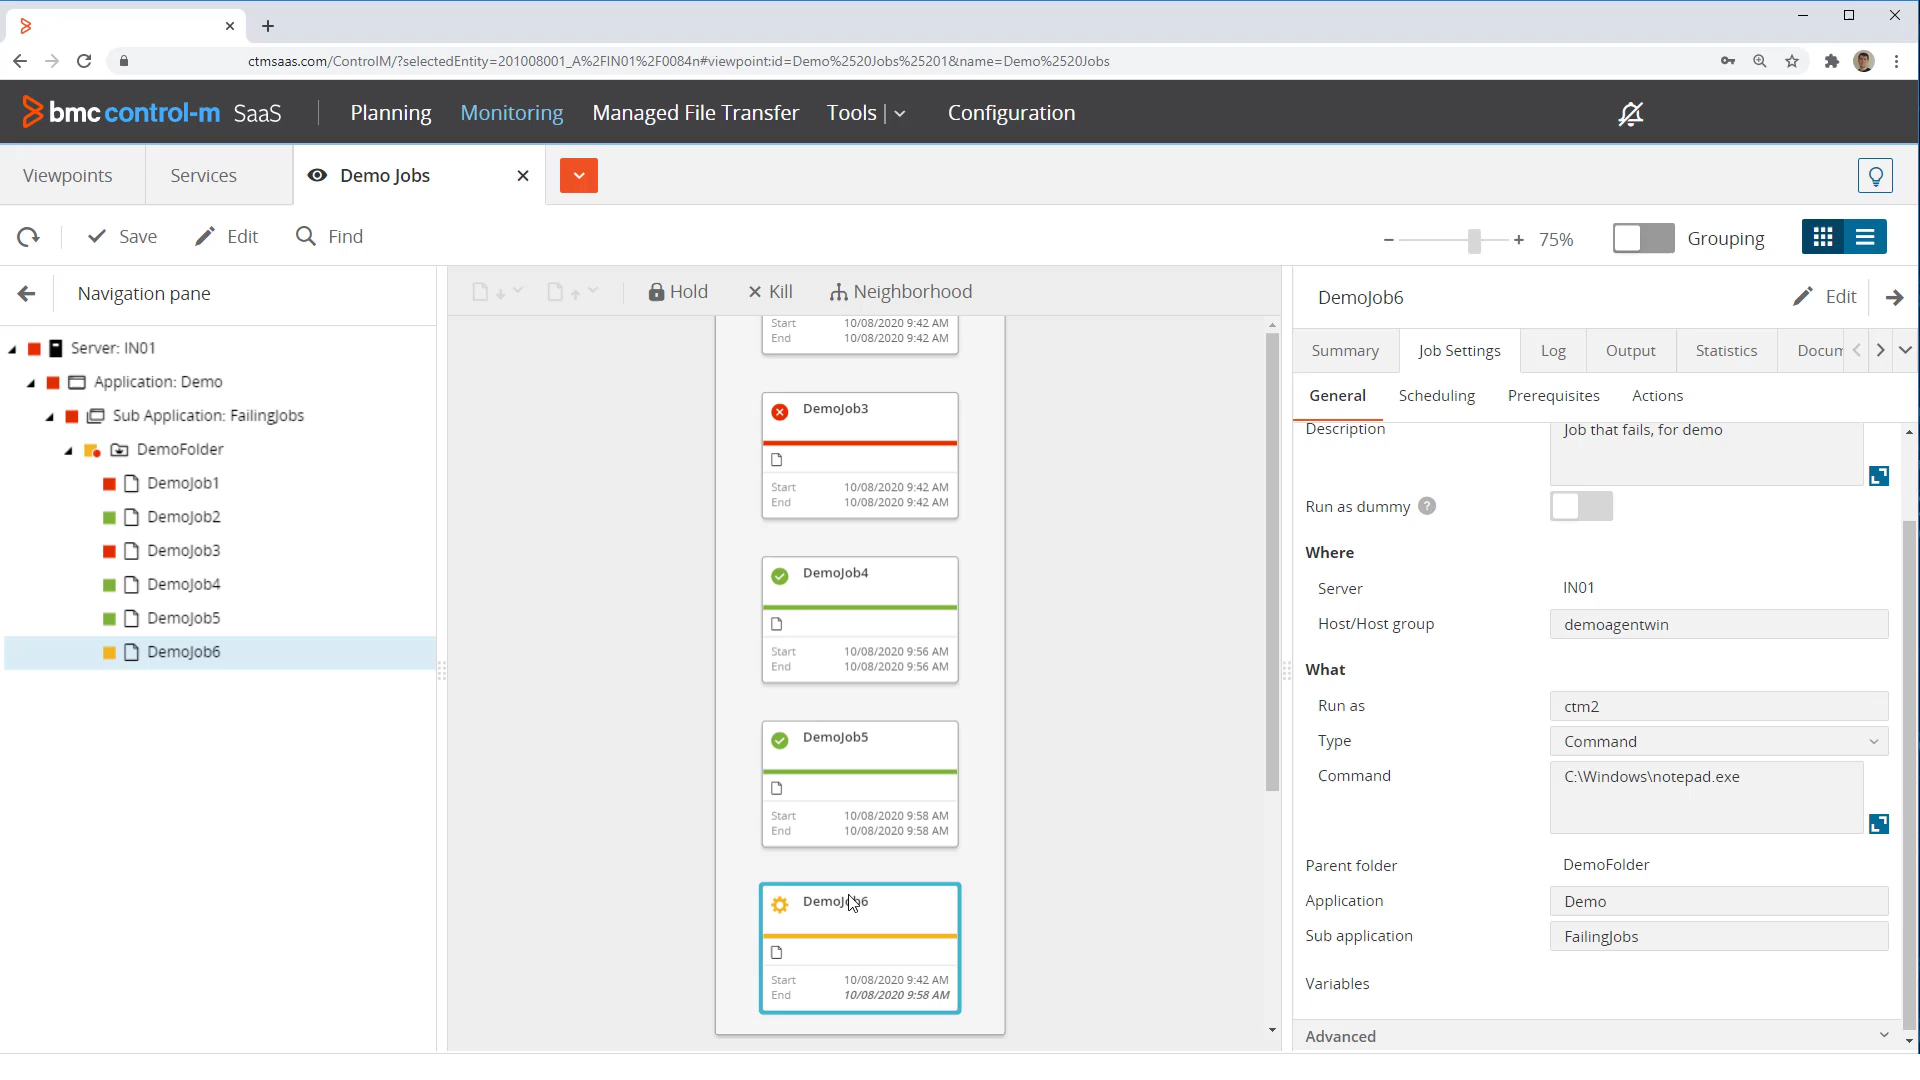 ctmsaas.com/ControlM/?selectedEntity=201008001_A%2FIN01%2F0084n#viewpoint:id=Demo%2520Jobs%25201&name=Demo%2520Jobs
bmc control-m SaaS
Planning
Monitoring
Managed File Transfer
Tools
Configuration
Viewpoints
Services
Demo Jobs
Save
Edit
Find
75%
Grouping
Navigation pane
Server: IN01
Application: Demo
Sub Application: FailingJobs
DemoFolder
DemoJob1
DemoJob2
DemoJob3
DemoJob4
DemoJob5
DemoJob6
Hold
Kill
Neighborhood
Start 10/08/2020 9:42 AM
End 10/08/2020 9:42 AM
DemoJob3
Start 10/08/2020 9:42 AM
End 10/08/2020 9:42 AM
DemoJob4
Start 10/08/2020 9:56 AM
End 10/08/2020 9:56 AM
DemoJob5
Start 10/08/2020 9:58 AM
End 10/08/2020 9:58 AM
DemoJob6
Start 10/08/2020 9:42 AM
End 10/08/2020 9:58 AM
DemoJob6
Edit
Summary
Job Settings
Log
Output
Statistics
Docum
General
Scheduling
Prerequisites
Actions
Description Job that fails, for demo
Run as dummy ?
Where
Server IN01
Host/Host group demoagentwin
What
Run as ctm2
Type Command
Command C:\Windows\notepad.exe
Parent folder DemoFolder
Application Demo
Sub application FailingJobs
Variables
Advanced